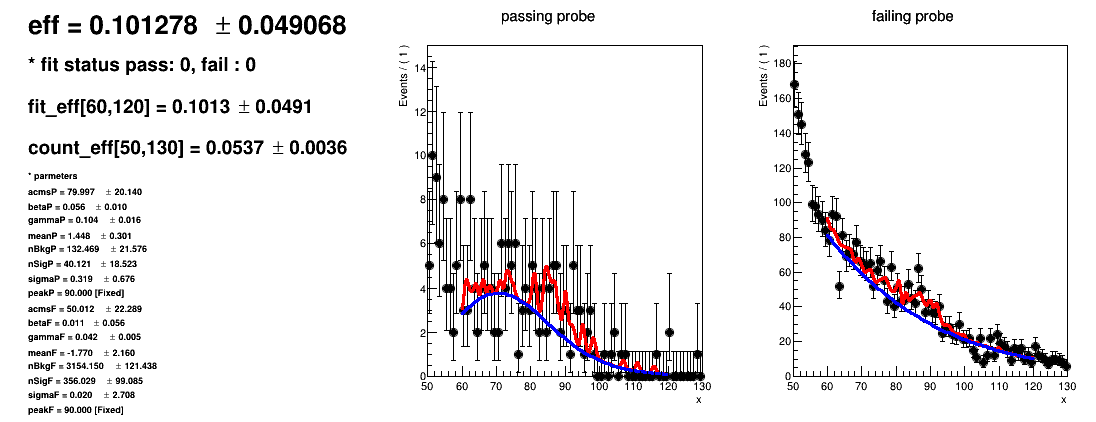 eff = 0.101278 ± 0.049068
* fit status pass: 0, fail : 0
fit_eff[60,120] = 0.1013 ± 0.0491
count_eff[50,130] = 0.0537 ± 0.0036
* parmeters
acmsP = 79.997 ± 20.140
betaP = 0.056 ± 0.010
gammaP = 0.104 ± 0.016
meanP = 1.448 ± 0.301
nBkgP = 132.469 ± 21.576
nSigP = 40.121 ± 18.523
sigmaP = 0.319 ± 0.676
peakP = 90.000 [Fixed]
acmsF = 50.012 ± 22.289
betaF = 0.011 ± 0.056
gammaF = 0.042 ± 0.005
meanF = -1.770 ± 2.160
nBkgF = 3154.150 ± 121.438
nSigF = 356.029 ± 99.085
sigmaF = 0.020 ± 2.708
peakF = 90.000 [Fixed]
passing probe
Events / ( 1 )
14
12
10
8
6
4
2
0
50 60 70 80 90 100 110 120 130
x
failing probe
Events / ( 1 )
180
160
140
120
100
80
60
40
20
0
50 60 70 80 90 100 110 120 130
x